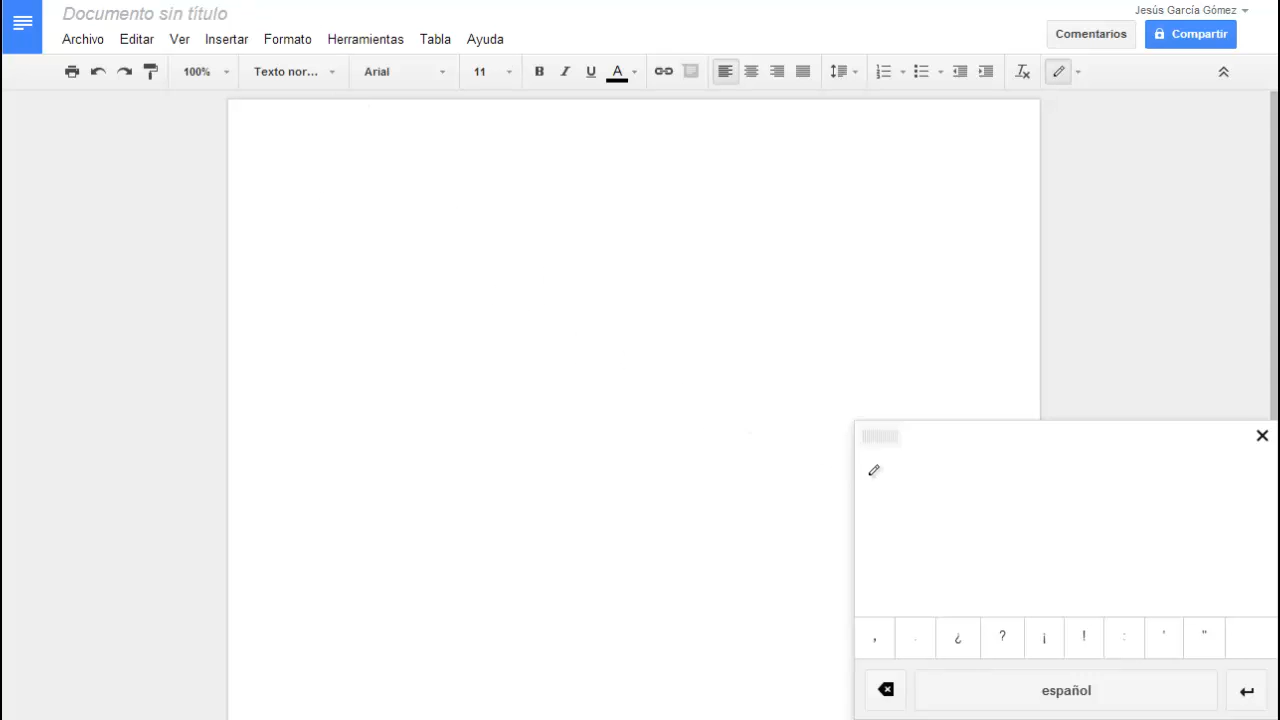 Documento sin título
Jesús García Gómez
Archivo Editar Ver Insertar Formato Herramientas Tabla Ayuda
Comentarios Compartir
100% Texto nor... Arial 11 B I U A
, . ¿ ? ¡ ! : ' "
español